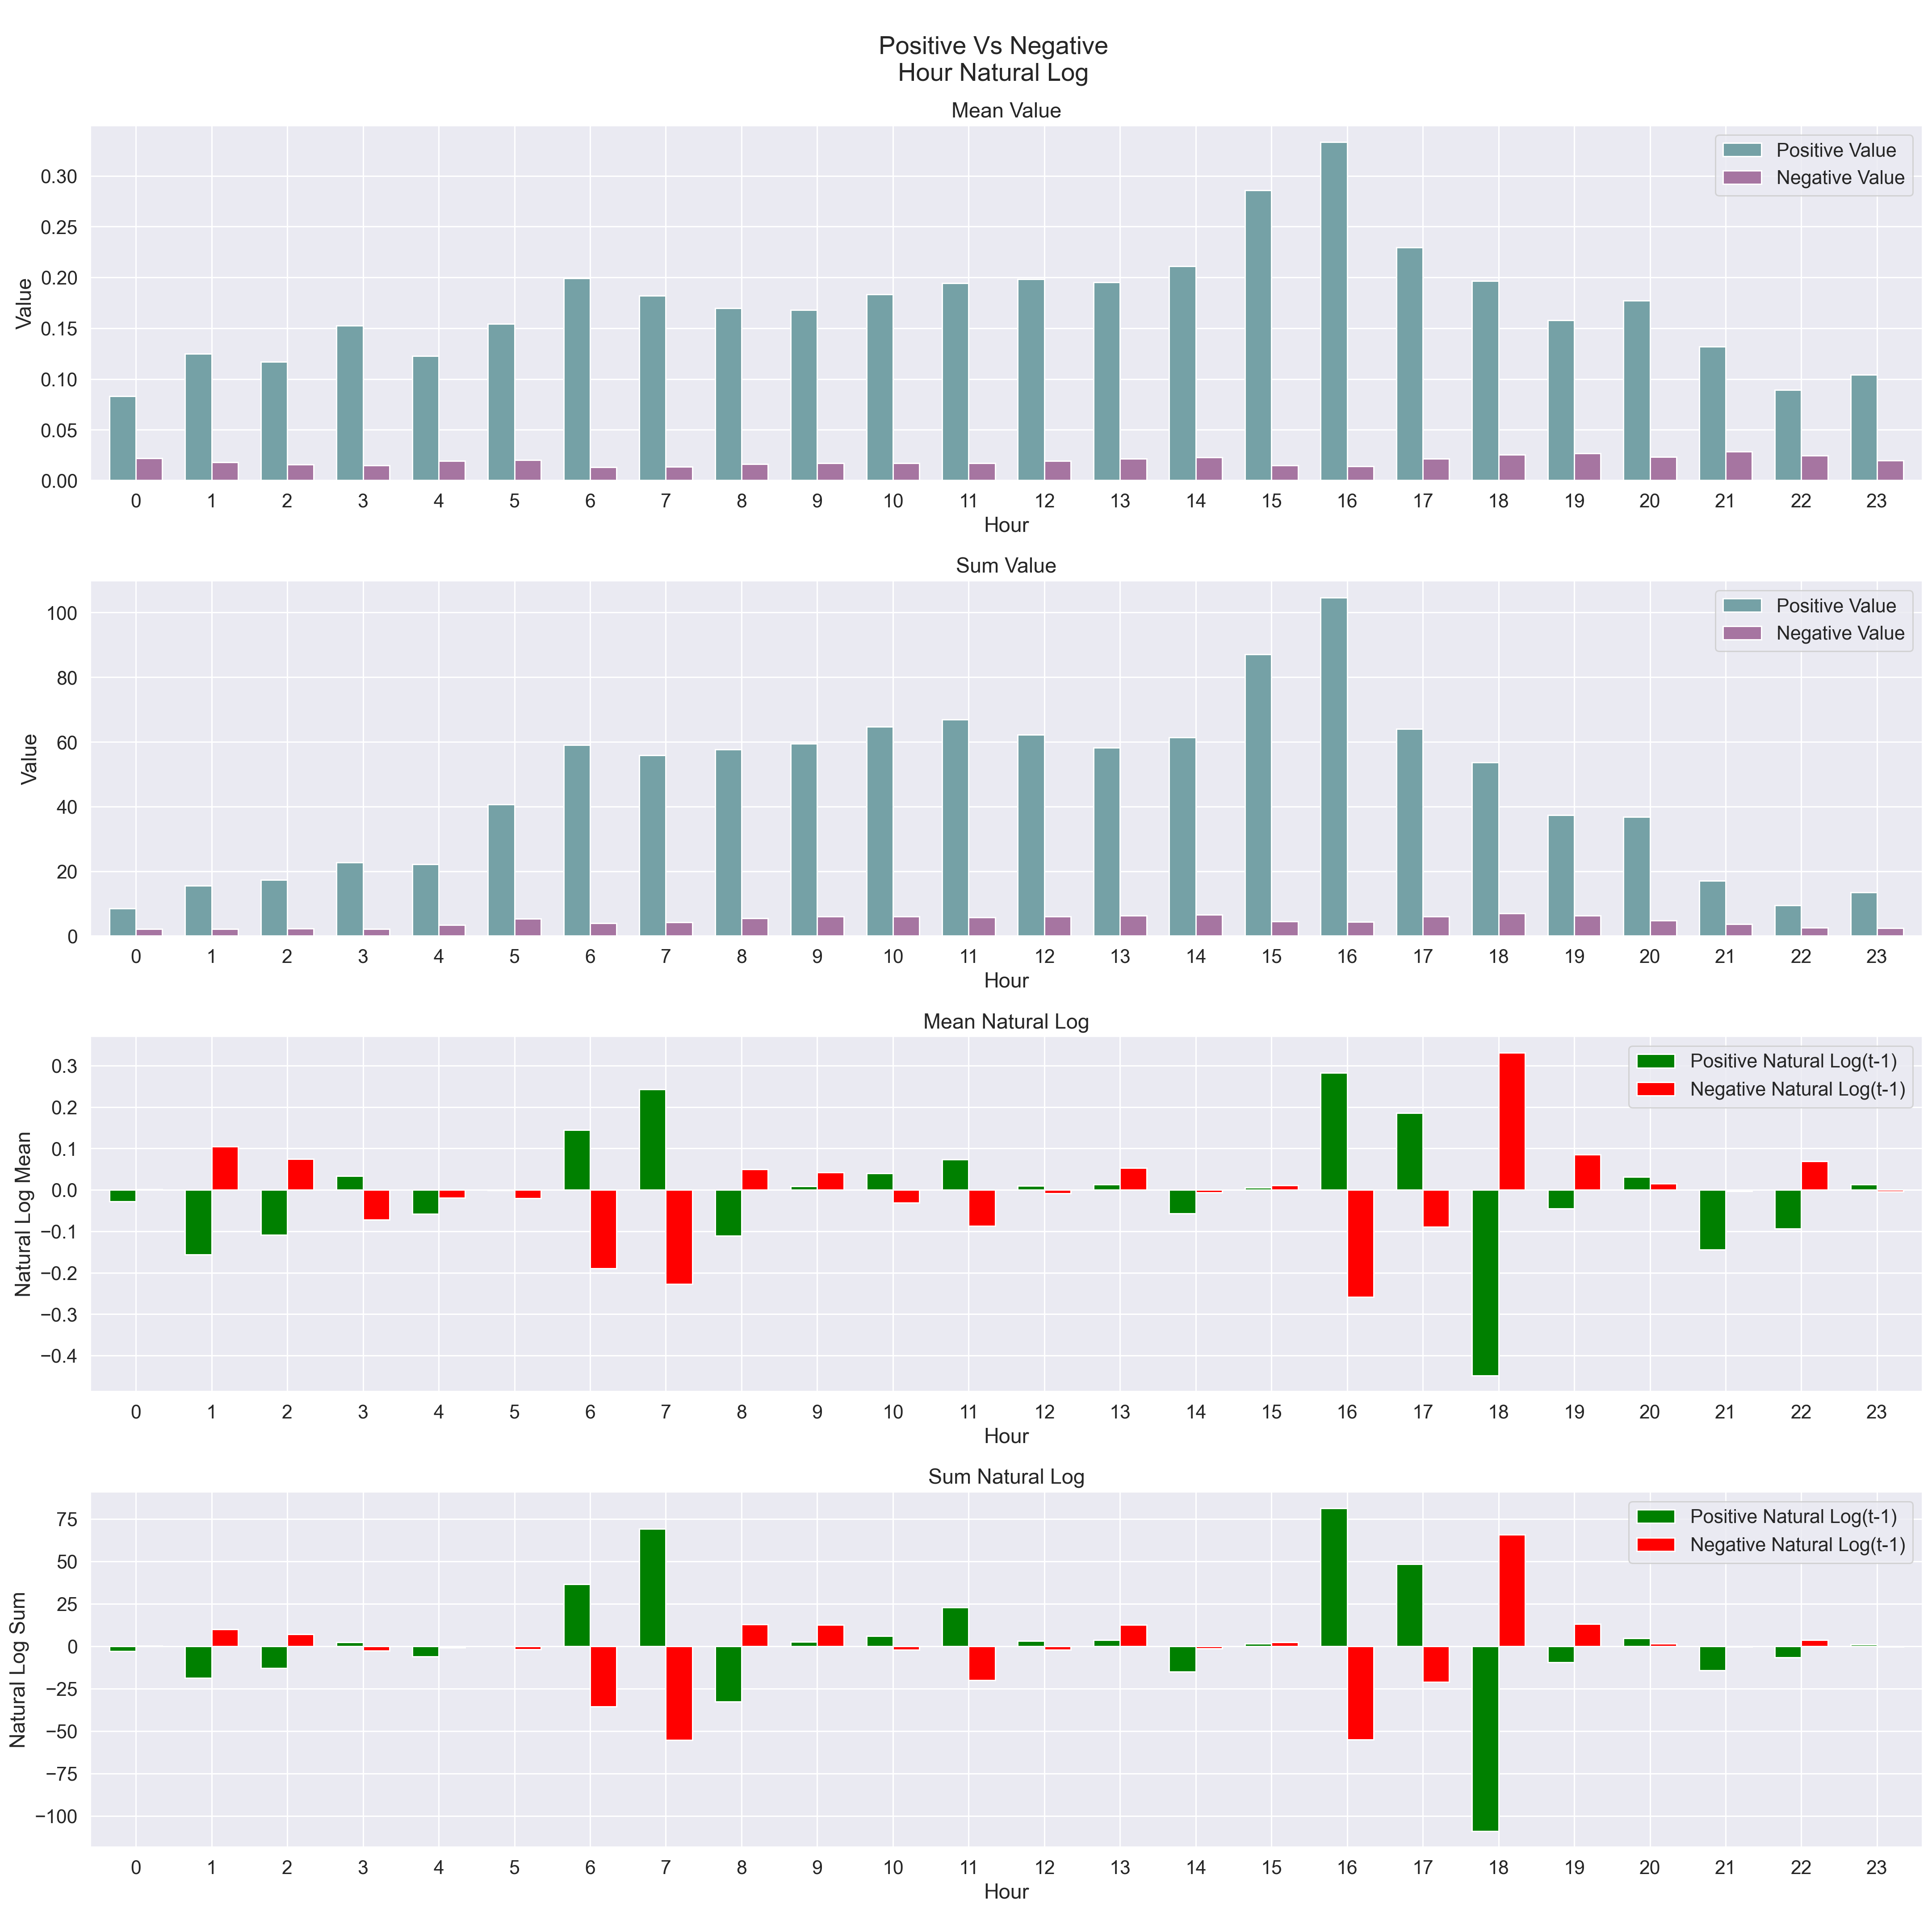 Positive Vs Negative
Hour Natural Log
Mean Value
Positive Value
Negative Value
Value
0.30
0.25
0.20
0.15
0.10
0.05
0.00
0 1 2 3 4 5 6 7 8 9 10 11 12 13 14 15 16 17 18 19 20 21 22 23
Hour
Sum Value
Positive Value
Negative Value
Value
100
80
60
40
20
0
0 1 2 3 4 5 6 7 8 9 10 11 12 13 14 15 16 17 18 19 20 21 22 23
Hour
Mean Natural Log
Positive Natural Log(t-1)
Negative Natural Log(t-1)
Natural Log Mean
0.3
0.2
0.1
0.0
−0.1
−0.2
−0.3
−0.4
0 1 2 3 4 5 6 7 8 9 10 11 12 13 14 15 16 17 18 19 20 21 22 23
Hour
Sum Natural Log
Positive Natural Log(t-1)
Negative Natural Log(t-1)
Natural Log Sum
75
50
25
0
−25
−50
−75
−100
0 1 2 3 4 5 6 7 8 9 10 11 12 13 14 15 16 17 18 19 20 21 22 23
Hour